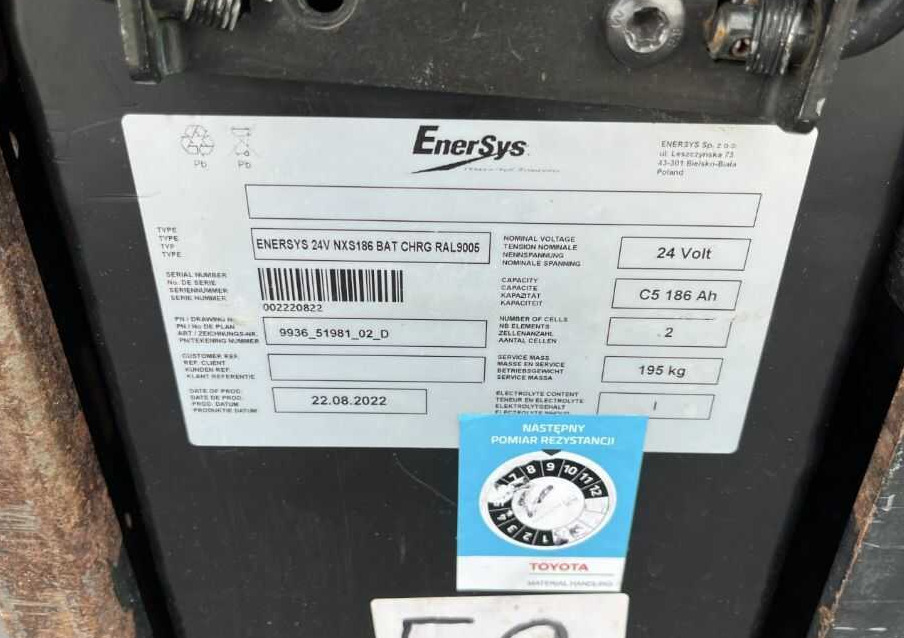 Pb Pb
EnerSys
ENERSYS Sp. z o.o.
ul. Leszczynska 73
43-301 Bielsko-Biala
Poland
TYPE
TYPE
TYP
TYPE
ENERSYS 24V NXS186 BAT CHRG RAL9005
NOMINAL VOLTAGE
TENSION NOMINALE
NENNSPANNUNG
NOMINALE SPANNING
24 Volt
SERIAL NUMBER
No. DE SERIE
SERIENNUMMER
SERIE NUMMER
002220822
CAPACITY
CAPACITE
KAPAZITAT
KAPACITEIT
C5 186 Ah
PN / DRAWING N
PN / No DE PLAN
ART / ZEICHNUNGS-NR.
PN/TEKENING NUMMER
9936_51981_02_D
NUMBER OF CELLS
NB ELEMENTS
ZELLENANZAHL
AANTAL CELLEN
2
CUSTOMER REF.
REF. CLIENT
KUNDEN REF.
KLANT REFERENTIE
SERVICE MASS
MASSE EN SERVICE
BETRIEBSGEWICHT
SERVICE MASSA
195 kg
DATE OF PROD.
DATE DE PROD.
PROD. DATUM
PRODUKTIE DATUM
22.08.2022
ELECTROLYTE CONTENT
TENEUR EN ELECTROLYTE
ELEKTROLYTGEHALT
l
NASTĘPNY
POMIAR REZYSTANCJI
1 2 3 4 7 8 9 10 11 12
TOYOTA
MATERIAL HANDLING